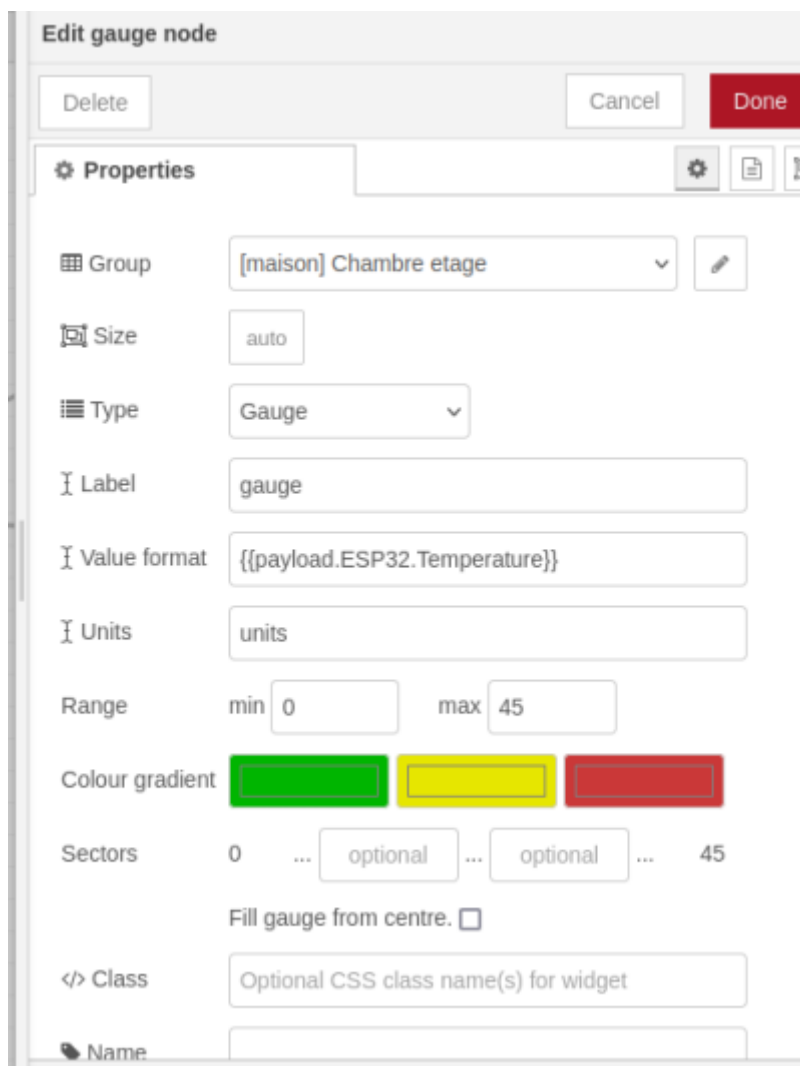 Edit gauge node
Delete Cancel Done
Properties
Group [maison] Chambre etage
Size auto
Type Gauge
Label gauge
Value format {{payload.ESP32.Temperature}}
Units units
Range min 0 max 45
Colour gradient
Sectors 0 ... optional ... optional ... 45
Fill gauge from centre.
</> Class Optional CSS class name(s) for widget
Name